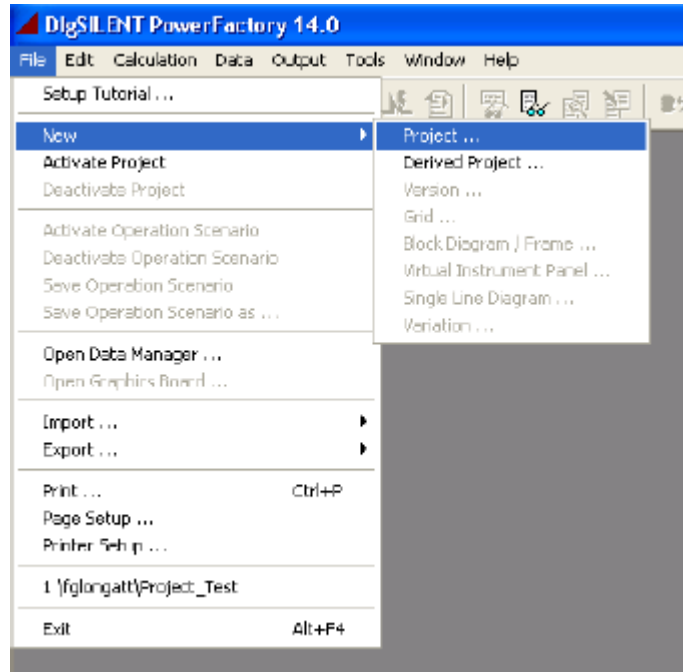 DIgSILENT PowerFactory 14.0
File Edit Calculation Data Output Tools Window Help
Setup Tutorial ...
New
Activate Project
Deactivate Project
Activate Operation Scenario
Deactivate Operation Scenario
Save Operation Scenario
Save Operation Scenario as ...
Open Data Manager ...
Open Graphics Board ...
Import ...
Export ...
Print ... Ctrl+P
Page Setup ...
Printer Setup ...
1 \fglongatt\Project_Test
Exit Alt+F4
Project ...
Derived Project ...
Version ...
Grid ...
Block Diagram / Frame ...
Virtual Instrument Panel ...
Single Line Diagram ...
Variation ...